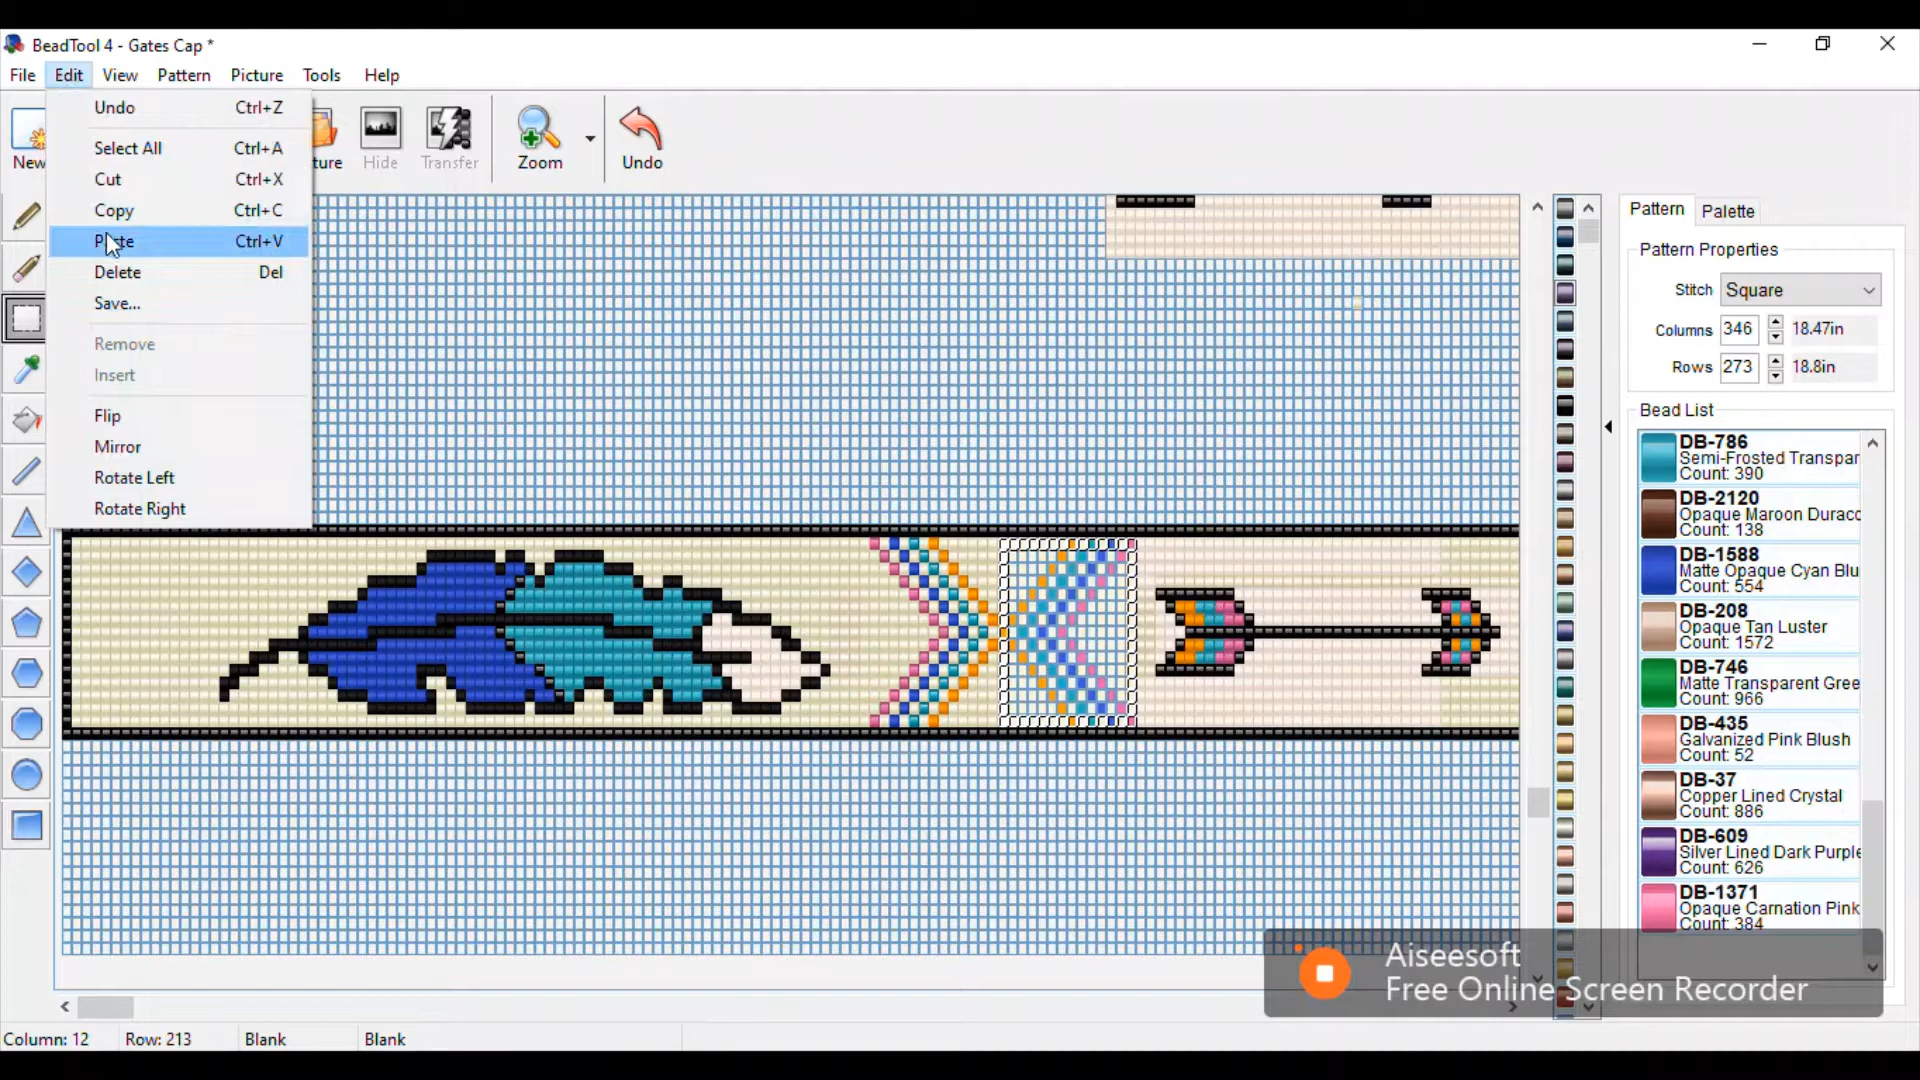 BeadTool 4 - Gates Cap *
File Edit View Pattern Picture Tools Help
Undo Ctrl+Z
Select All Ctrl+A
Cut Ctrl+X
Copy Ctrl+C
Paste Ctrl+V
Delete Del
Save...
Remove
Insert
Flip
Mirror
Rotate Left
Rotate Right
New ture Hide Transfer Zoom Undo
Pattern Palette
Pattern Properties
Stitch Square
Columns 346 18.47in
Rows 273 18.8in
Bead List
DB-786
Semi-Frosted Transpar
Count: 390
DB-2120
Opaque Maroon Duraco
Count: 138
DB-1588
Matte Opaque Cyan Blu
Count: 554
DB-208
Opaque Tan Luster
Count: 1572
DB-746
Matte Transparent Gree
Count: 966
DB-435
Galvanized Pink Blush
Count: 52
DB-37
Copper Lined Crystal
Count: 886
DB-609
Silver Lined Dark Purple
Count: 626
DB-1371
Opaque Carnation Pink
Count: 384
Aiseesoft
Free Online Screen Recorder
Column: 12 Row: 213 Blank Blank